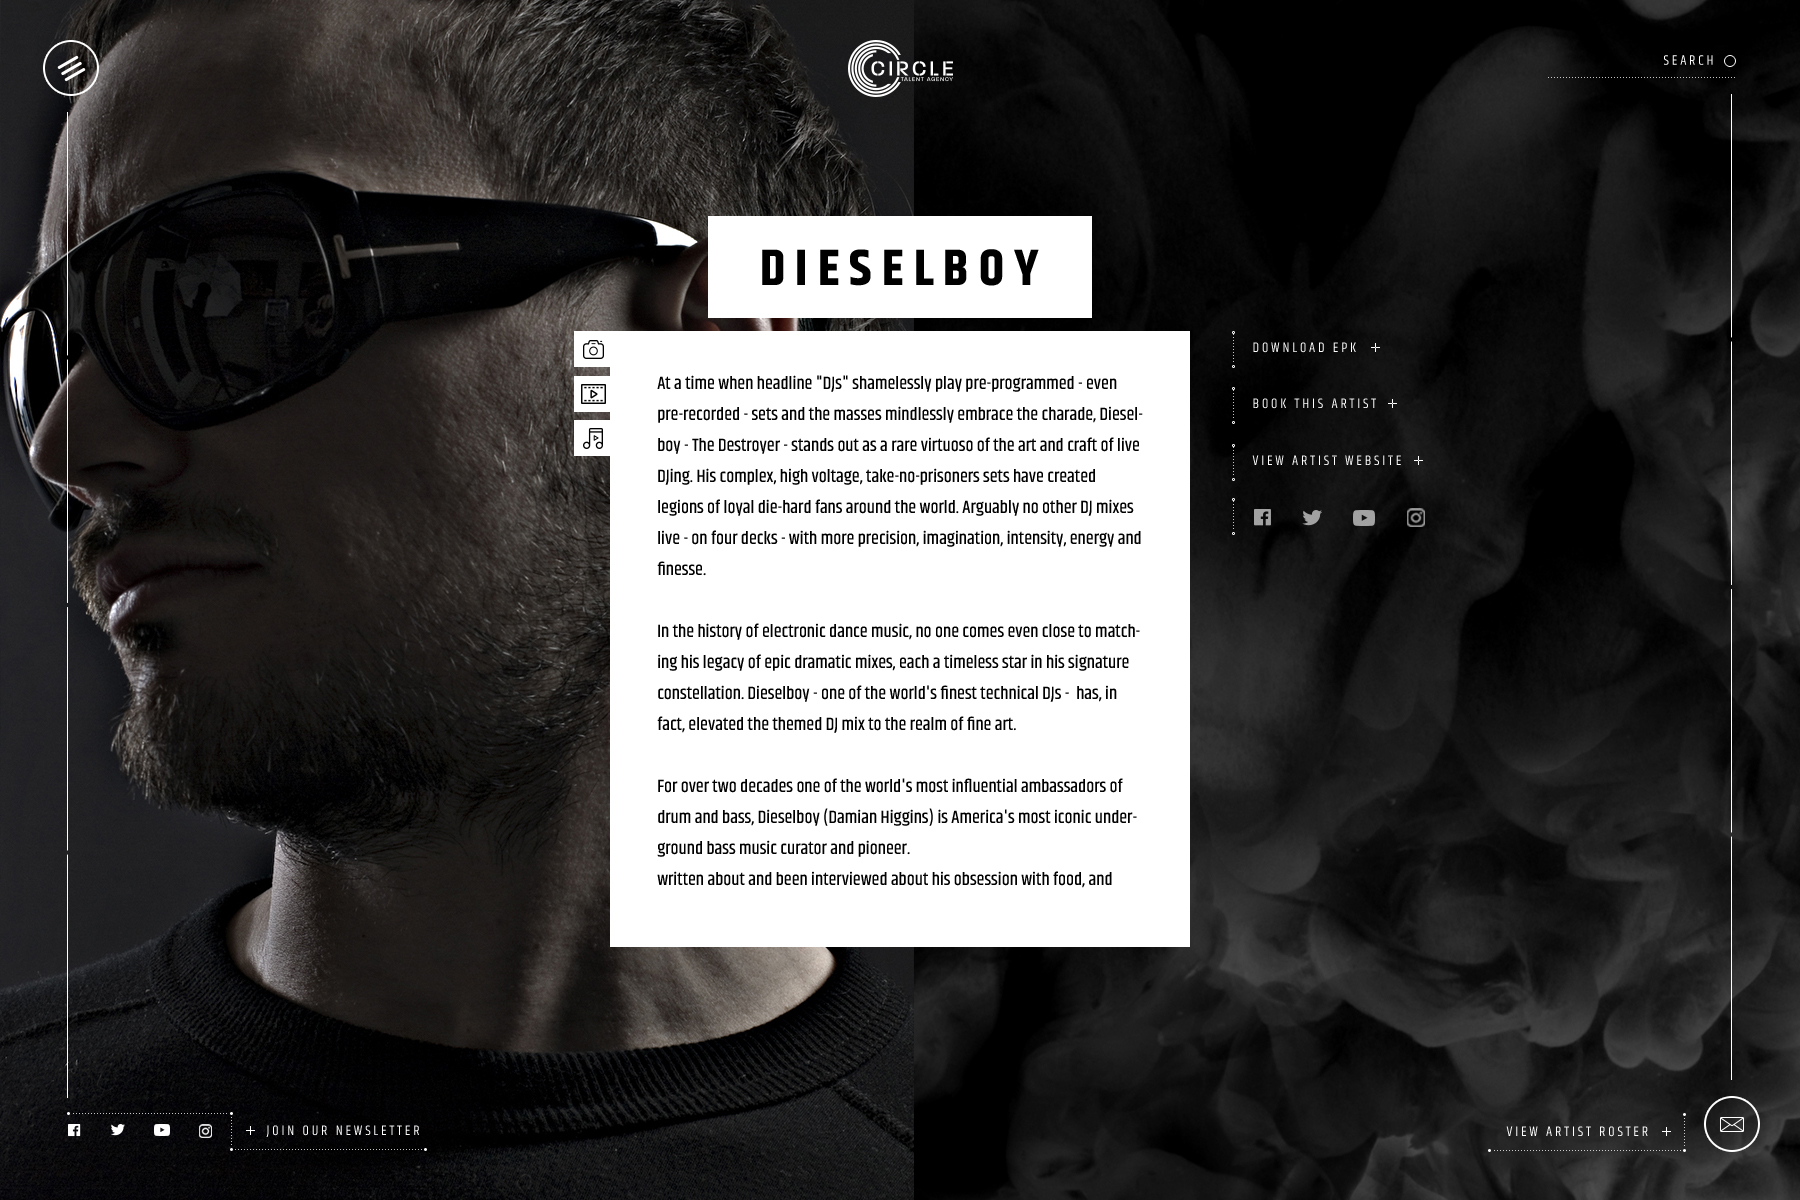 CIRCLE
TALENT AGENCY
SEARCH
DIESELBOY
At a time when headline "DJs" shamelessly play pre-programmed - even
pre-recorded - sets and the masses mindlessly embrace the charade, Diesel-
boy - The Destroyer - stands out as a rare virtuoso of the art and craft of live
DJing. His complex, high voltage, take-no-prisoners sets have created
legions of loyal die-hard fans around the world. Arguably no other DJ mixes
live - on four decks - with more precision, imagination, intensity, energy and
finesse.
In the history of electronic dance music, no one comes even close to match-
ing his legacy of epic dramatic mixes, each a timeless star in his signature
constellation. Dieselboy - one of the world's finest technical DJs -  has, in
fact, elevated the themed DJ mix to the realm of fine art.
For over two decades one of the world's most influential ambassadors of
drum and bass, Dieselboy (Damian Higgins) is America's most iconic under-
ground bass music curator and pioneer.
written about and been interviewed about his obsession with food, and
DOWNLOAD EPK +
BOOK THIS ARTIST +
VIEW ARTIST WEBSITE +
+ JOIN OUR NEWSLETTER
VIEW ARTIST ROSTER +